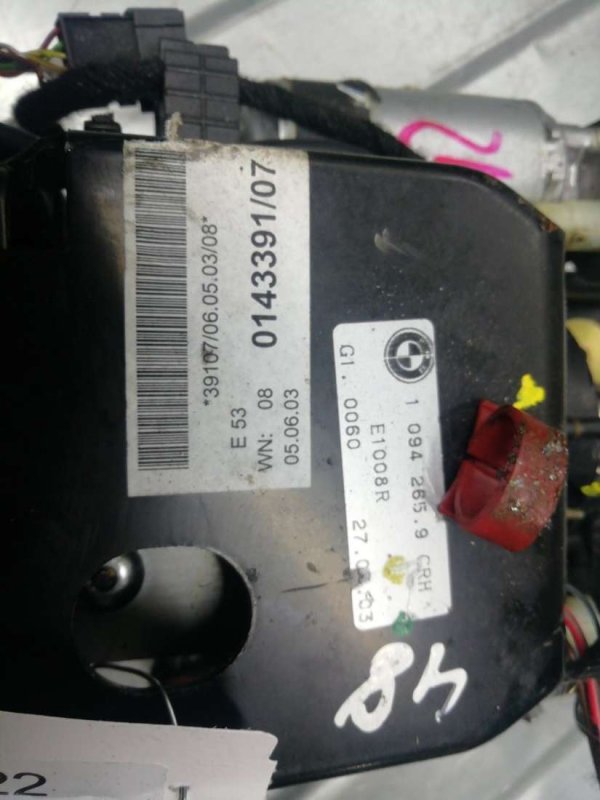 *39107/06.05.03/08*
E 53
WN: 08
05.06.03
0143391/07
1 094 265.9 CRH
E1008R
GI. 0060
48
22